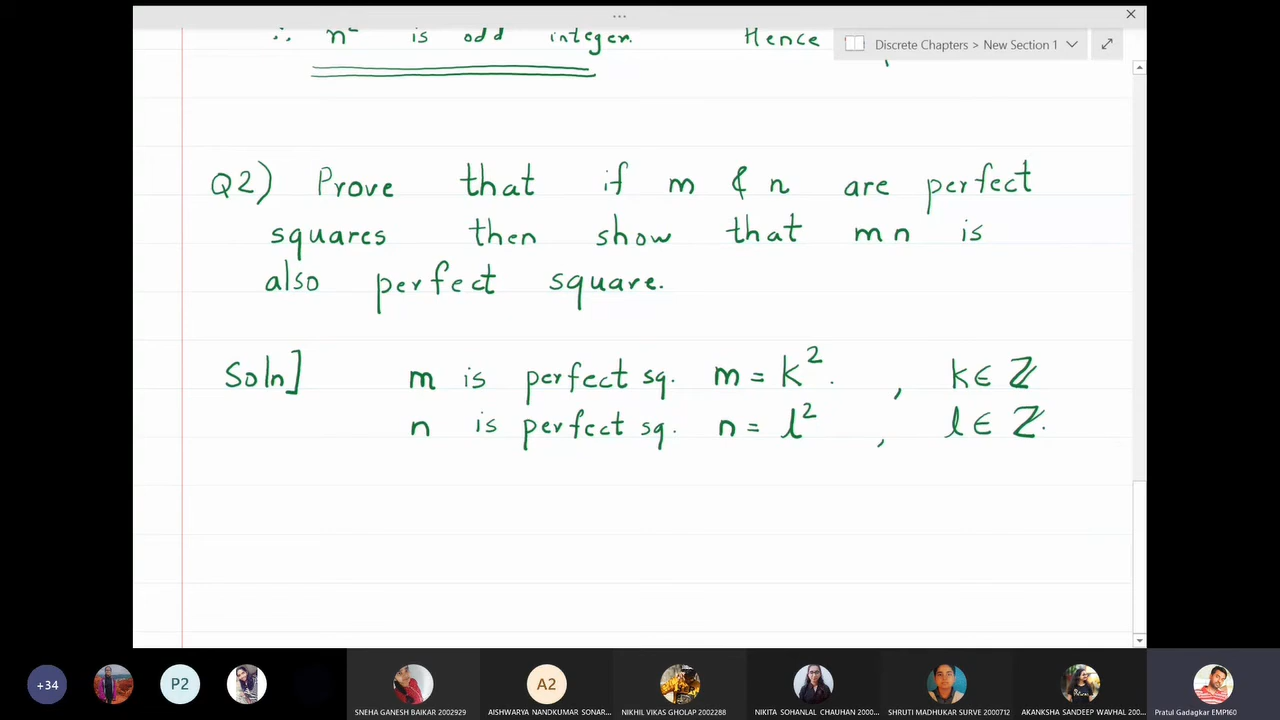 ∴ n² is odd integer. Hence
Discrete Chapters > New Section 1
Q2) Prove that if m & n are perfect
squares then show that mn is
also perfect square.
Soln] m is perfect sq. m = k². , k ∈ ℤ
n is perfect sq. n = l² , l ∈ ℤ.
+34
P2
A2
SNEHA GANESH BAIKAR 2002929
AISHWARYA NANDKUMAR SONAR...
NIKHIL VIKAS GHOLAP 2002288
NIKITA SOHANLAL CHAUHAN 2000...
SHRUTI MADHUKAR SURVE 2000712
AKANKSHA SANDEEP WAVHAL 200...
Pratul Gadagkar EMP160